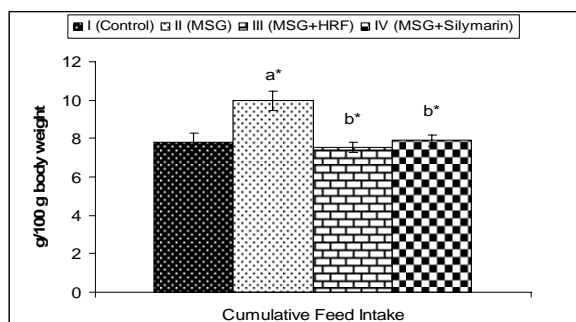 I (Control) II (MSG) III (MSG+HRF) IV (MSG+Silymarin)
12
10
8
6
4
2
0
g/100 g body weight
a*
b*
b*
Cumulative Feed Intake